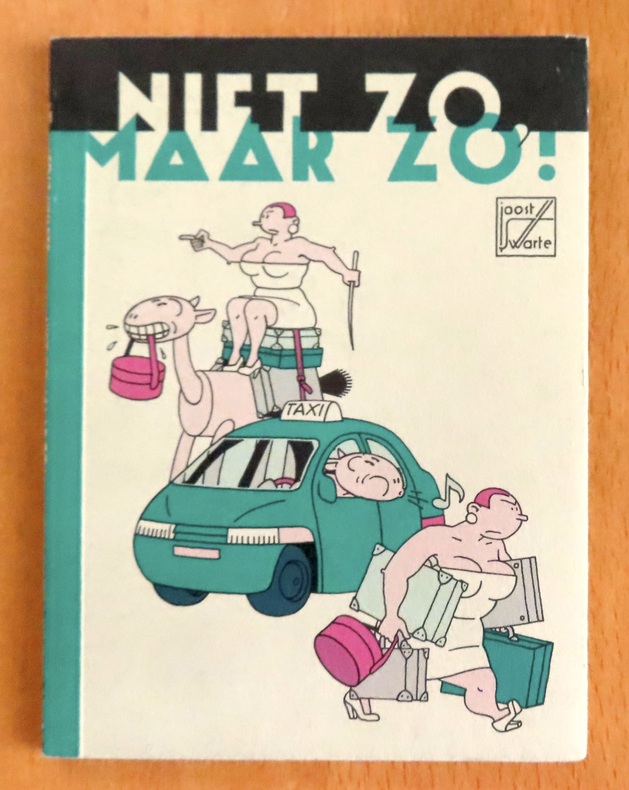 NIET ZO,
MAAR ZO!
joost
Swarte
TAXI